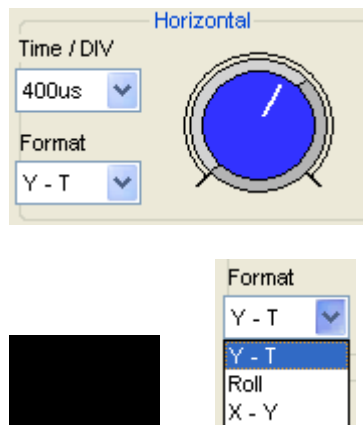 Horizontal
Time / DIV
400us
Format
Y - T
Format
Y - T
Y - T
Roll
X - Y